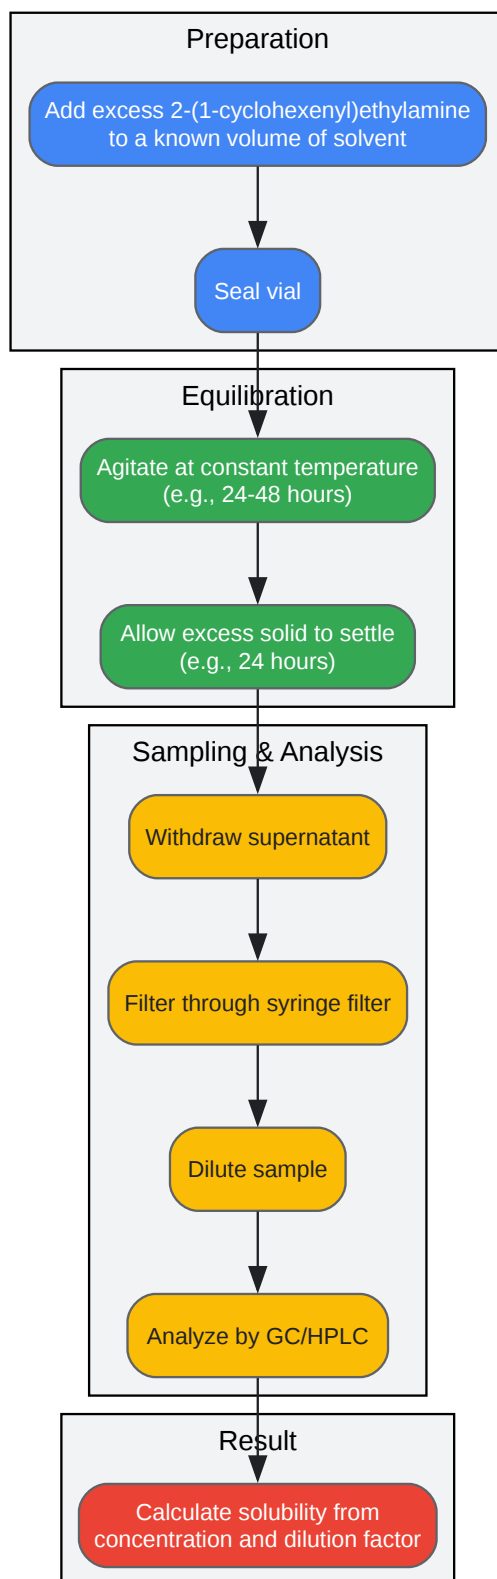 Preparation
Add excess 2-(1-cyclohexenyl)ethylamine
to a known volume of solvent
Seal vial
Equilibration
Agitate at constant temperature
(e.g., 24-48 hours)
Allow excess solid to settle
(e.g., 24 hours)
Sampling & Analysis
Withdraw supernatant
Filter through syringe filter
Dilute sample
Analyze by GC/HPLC
Result
Calculate solubility from
concentration and dilution factor